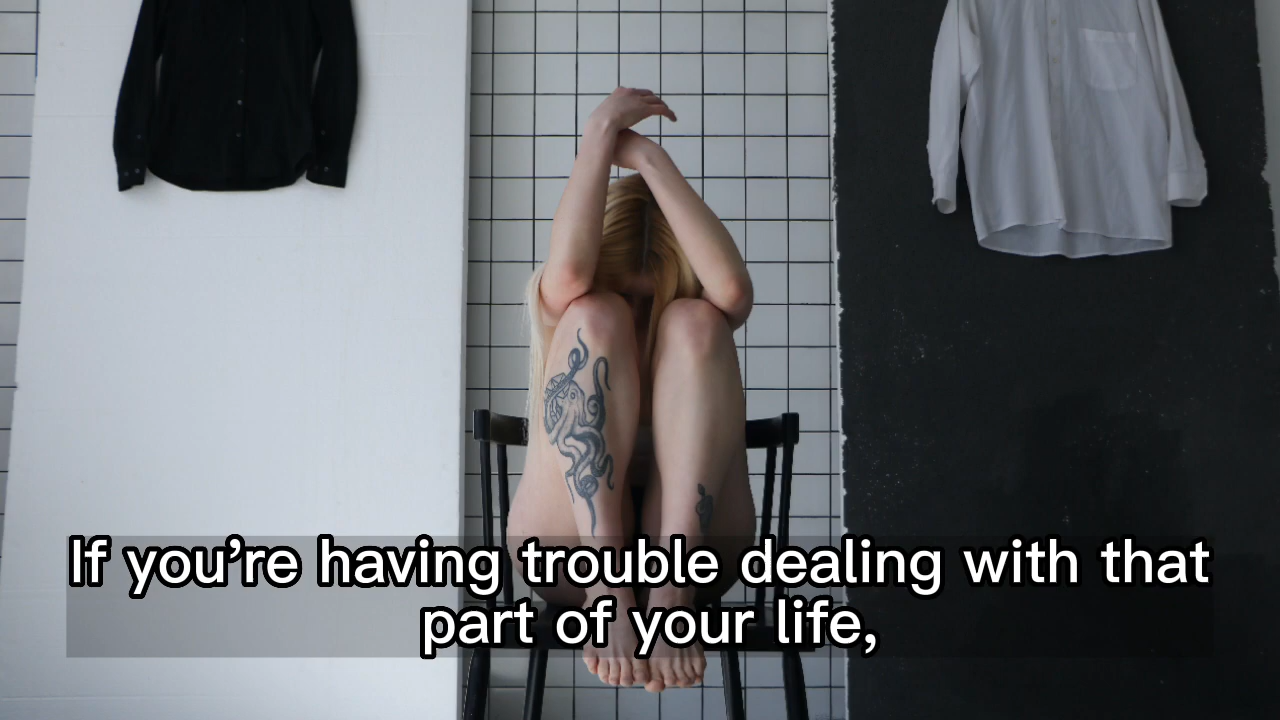 If you’re having trouble dealing with that
part of your life,